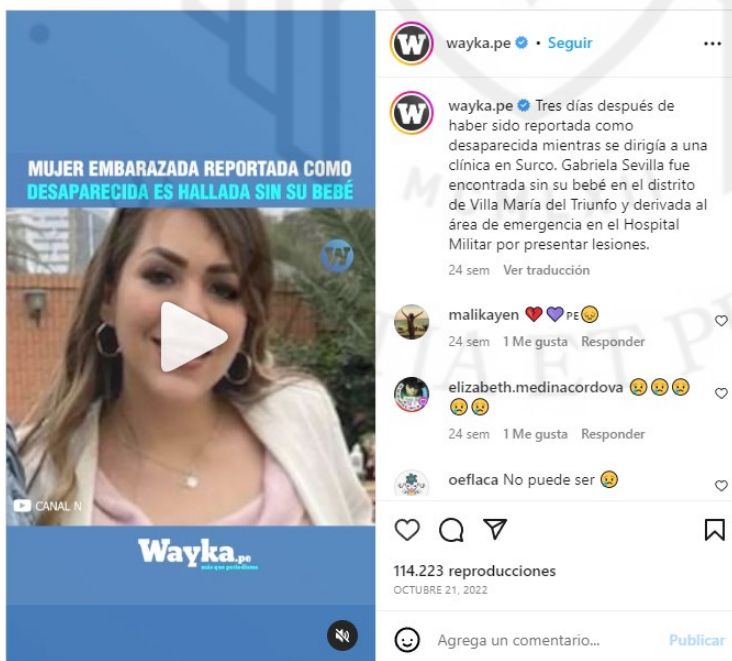 MUJER EMBARAZADA REPORTADA COMO
DESAPARECIDA ES HALLADA SIN SU BEBÉ
W
CANAL N
Wayka.pe
más que periodismo
W
wayka.pe • Seguir
W
wayka.pe Tres días después de
haber sido reportada como
desaparecida mientras se dirigía a una
clínica en Surco. Gabriela Sevilla fue
encontrada sin su bebé en el distrito
de Villa María del Triunfo y derivada al
área de emergencia en el Hospital
Militar por presentar lesiones.
24 sem Ver traducción
malikayen 💔💜 PE😞
24 sem 1 Me gusta Responder
elizabeth.medinacordova 😢😢😢
😢😢
24 sem 1 Me gusta Responder
oeflaca No puede ser 😢
114.223 reproducciones
OCTUBRE 21, 2022
Agrega un comentario... Publicar